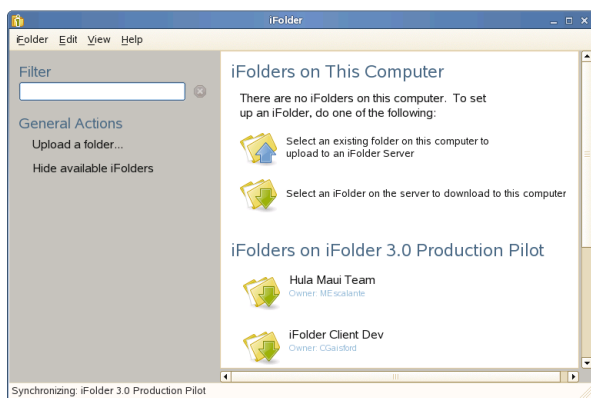 iFolder
iFolder Edit View Help
Filter
General Actions
Upload a folder...
Hide available iFolders
iFolders on This Computer
There are no iFolders on this computer. To set
up an iFolder, do one of the following:
Select an existing folder on this computer to
upload to an iFolder Server
Select an iFolder on the server to download to this computer
iFolders on iFolder 3.0 Production Pilot
Hula Maui Team
Owner: MEscalante
iFolder Client Dev
Owner: CGaisford
Synchronizing: iFolder 3.0 Production Pilot